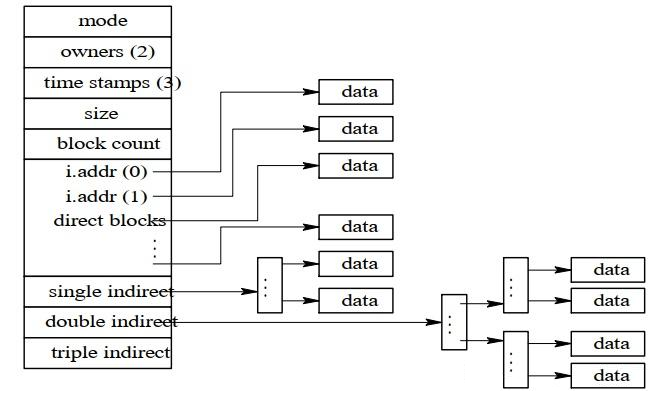 mode
owners (2)
time stamps (3)
size
block count
i.addr (0)
i.addr (1)
direct blocks
single indirect
double indirect
triple indirect
data
data
data
data
data
data
data
data
data
data